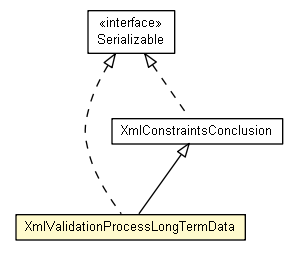 «interface»
Serializable
XmlConstraintsConclusion
XmlValidationProcessLongTermData